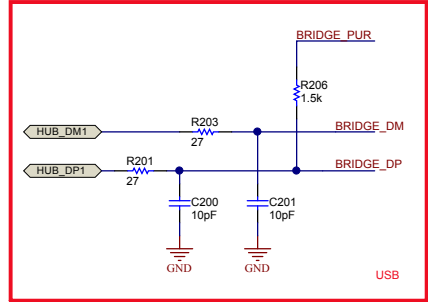 BRIDGE_PUR
R206
1.5k
R203
HUB_DM1
BRIDGE_DM
27
R201
HUB_DP1
BRIDGE_DP
27
C200
C201
10pF
10pF
GND
GND
USB